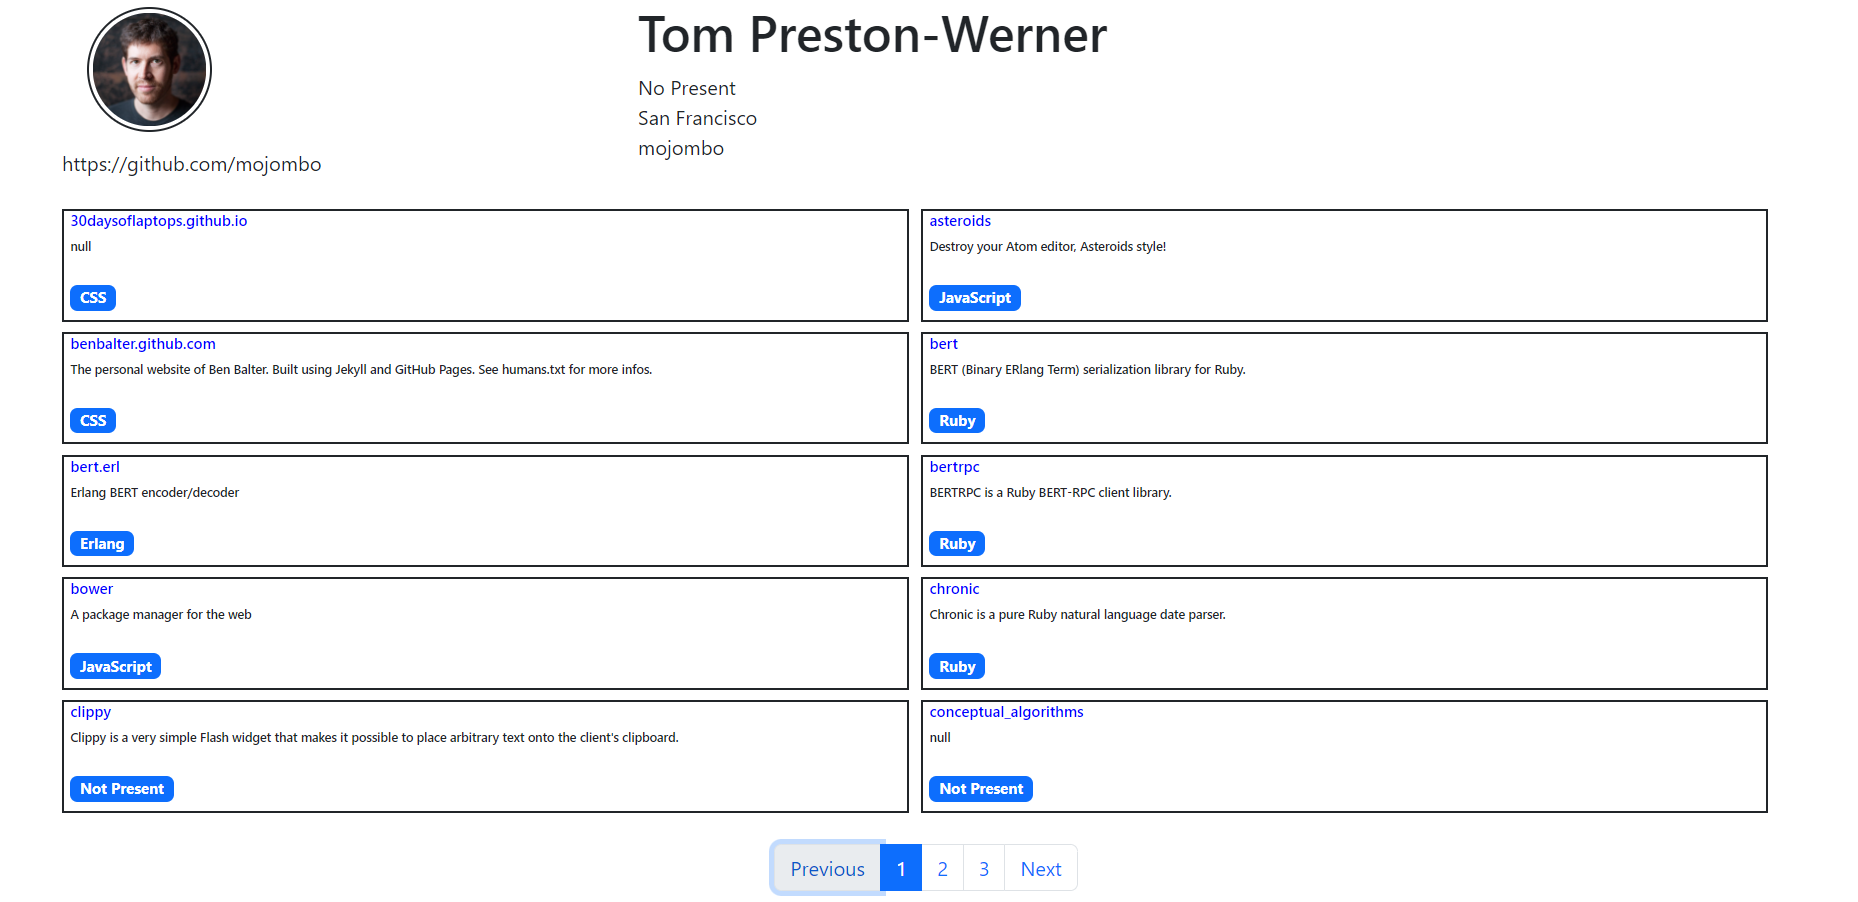 Tom Preston-Werner
No Present
San Francisco
mojombo
https://github.com/mojombo
30daysoflaptops.github.io
null
CSS
asteroids
Destroy your Atom editor, Asteroids style!
JavaScript
benbalter.github.com
The personal website of Ben Balter. Built using Jekyll and GitHub Pages. See humans.txt for more infos.
CSS
bert
BERT (Binary ERlang Term) serialization library for Ruby.
Ruby
bert.erl
Erlang BERT encoder/decoder
Erlang
bertrpc
BERTRPC is a Ruby BERT-RPC client library.
Ruby
bower
A package manager for the web
JavaScript
chronic
Chronic is a pure Ruby natural language date parser.
Ruby
clippy
Clippy is a very simple Flash widget that makes it possible to place arbitrary text onto the client's clipboard.
Not Present
conceptual_algorithms
null
Not Present
Previous 1 2 3 Next